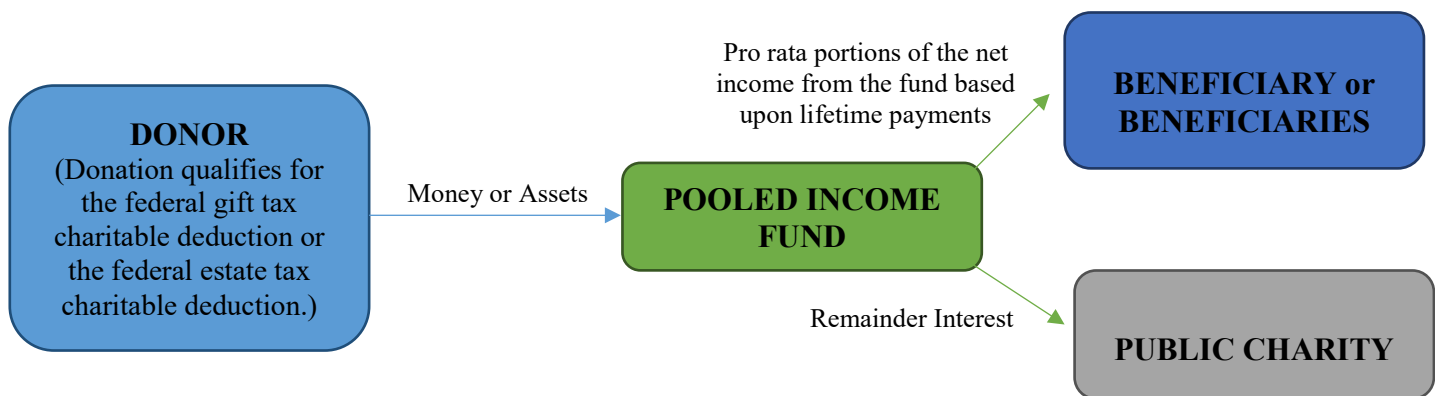 DONOR
(Donation qualifies for
the federal gift tax
charitable deduction or
the federal estate tax
charitable deduction.)
Money or Assets
POOLED INCOME
FUND
Pro rata portions of the net
income from the fund based
upon lifetime payments
BENEFICIARY or
BENEFICIARIES
Remainder Interest
PUBLIC CHARITY